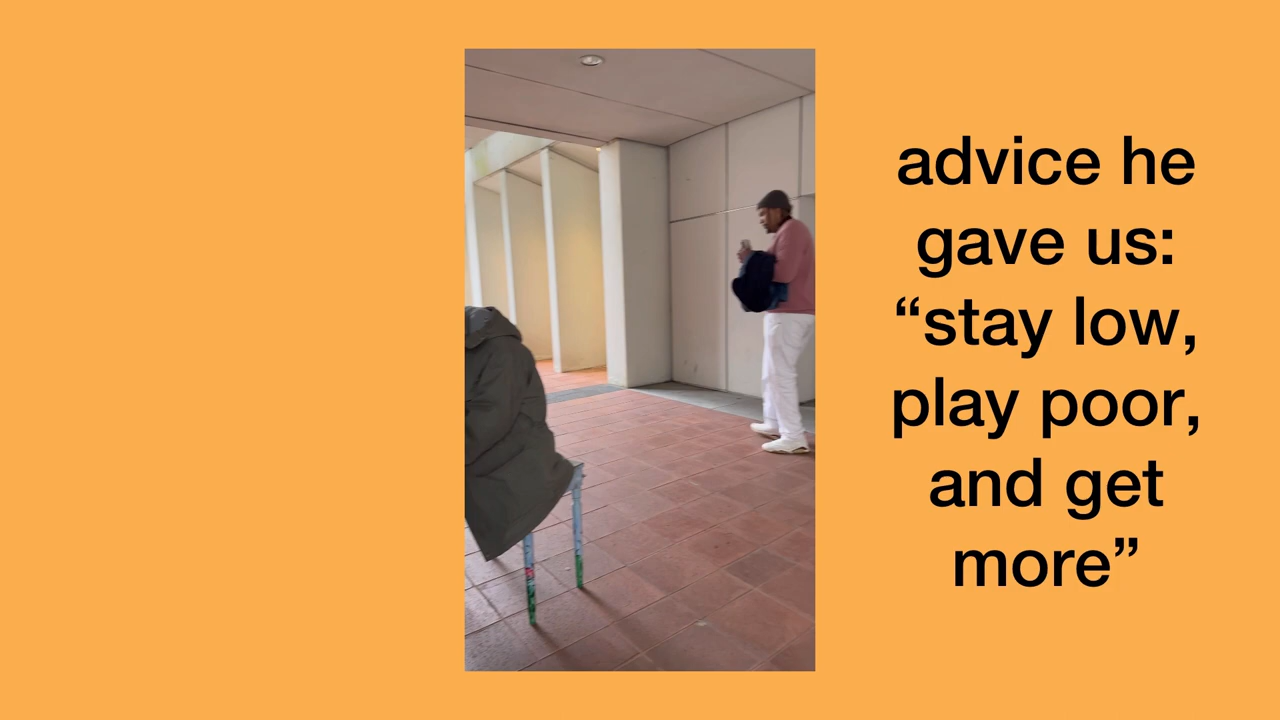 advice he
gave us:
“stay low,
play poor,
and get
more”